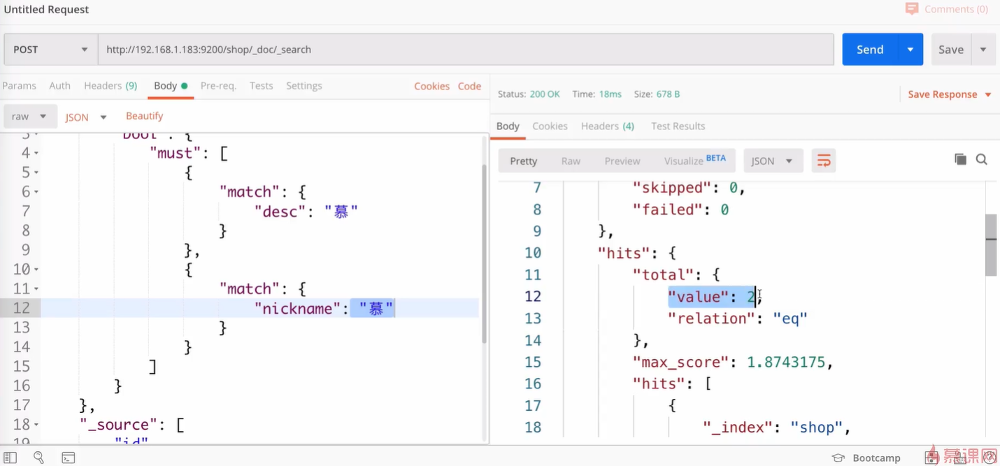 Untitled Request
Comments (0)
POST
http://192.168.1.183:9200/shop/_doc/_search
Send
Save
Params Auth Headers (9) Body Pre-req. Tests Settings Cookies Code
raw JSON Beautify
3 "bool": {
4 "must": [
5 {
6 "match": {
7 "desc": "慕"
8 }
9 },
10 {
11 "match": {
12 "nickname": "慕"
13 }
14 }
15 ]
16 }
17 },
18 "_source": [
19 "id"
Status: 200 OK Time: 18ms Size: 678 B Save Response
Body Cookies Headers (4) Test Results
Pretty Raw Preview Visualize BETA JSON
7 "skipped": 0,
8 "failed": 0
9 },
10 "hits": {
11 "total": {
12 "value": 2,
13 "relation": "eq"
14 },
15 "max_score": 1.8743175,
16 "hits": [
17 {
18 "_index": "shop",
Bootcamp
慕课网